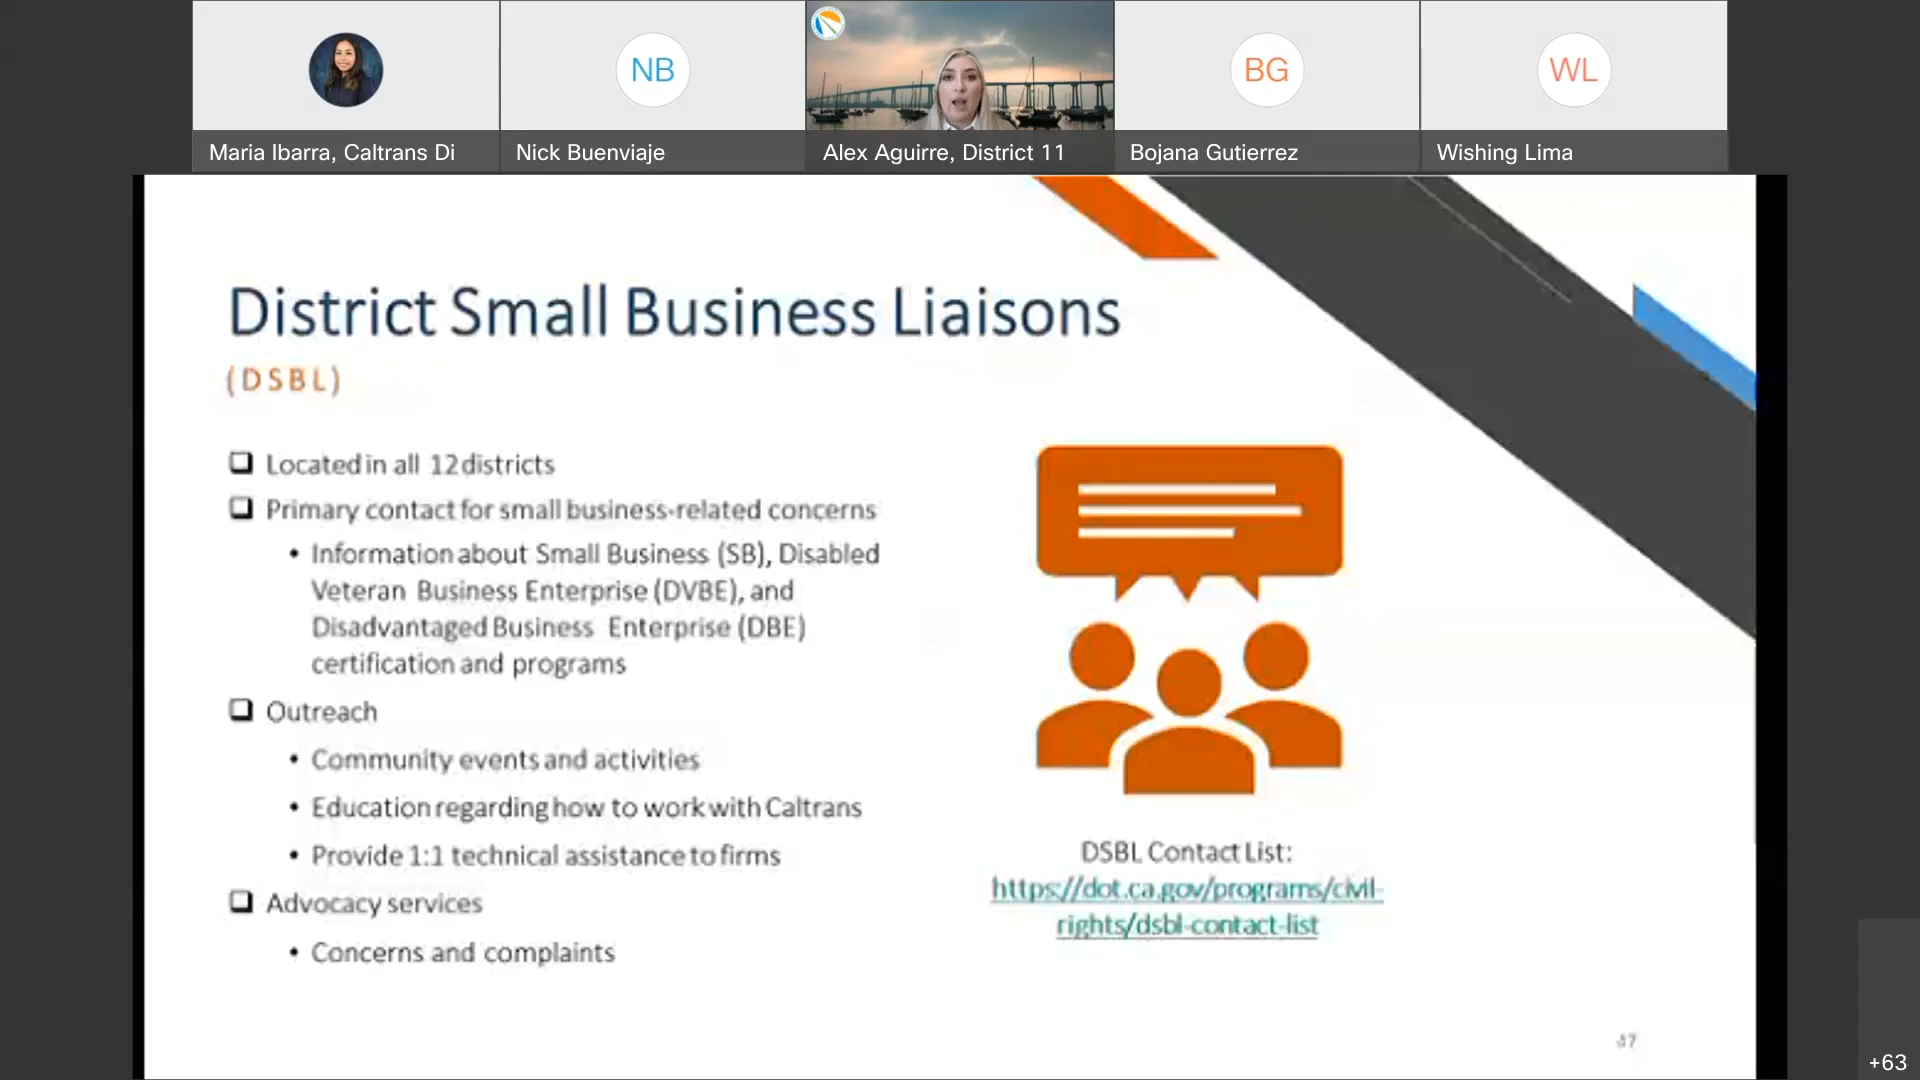 NB
BG
WL
Maria Ibarra, Caltrans Di
Nick Buenviaje
Alex Aguirre, District 11
Bojana Gutierrez
Wishing Lima
District Small Business Liaisons
(DSBL)
Located in all 12 districts
Primary contact for small business-related concerns
• Information about Small Business (SB), Disabled
Veteran Business Enterprise (DVBE), and
Disadvantaged Business Enterprise (DBE)
certification and programs
Outreach
• Community events and activities
• Education regarding how to work with Caltrans
• Provide 1:1 technical assistance to firms
Advocacy services
• Concerns and complaints
DSBL Contact List:
https://dot.ca.gov/programs/civil-
rights/dsbl-contact-list
47
+63